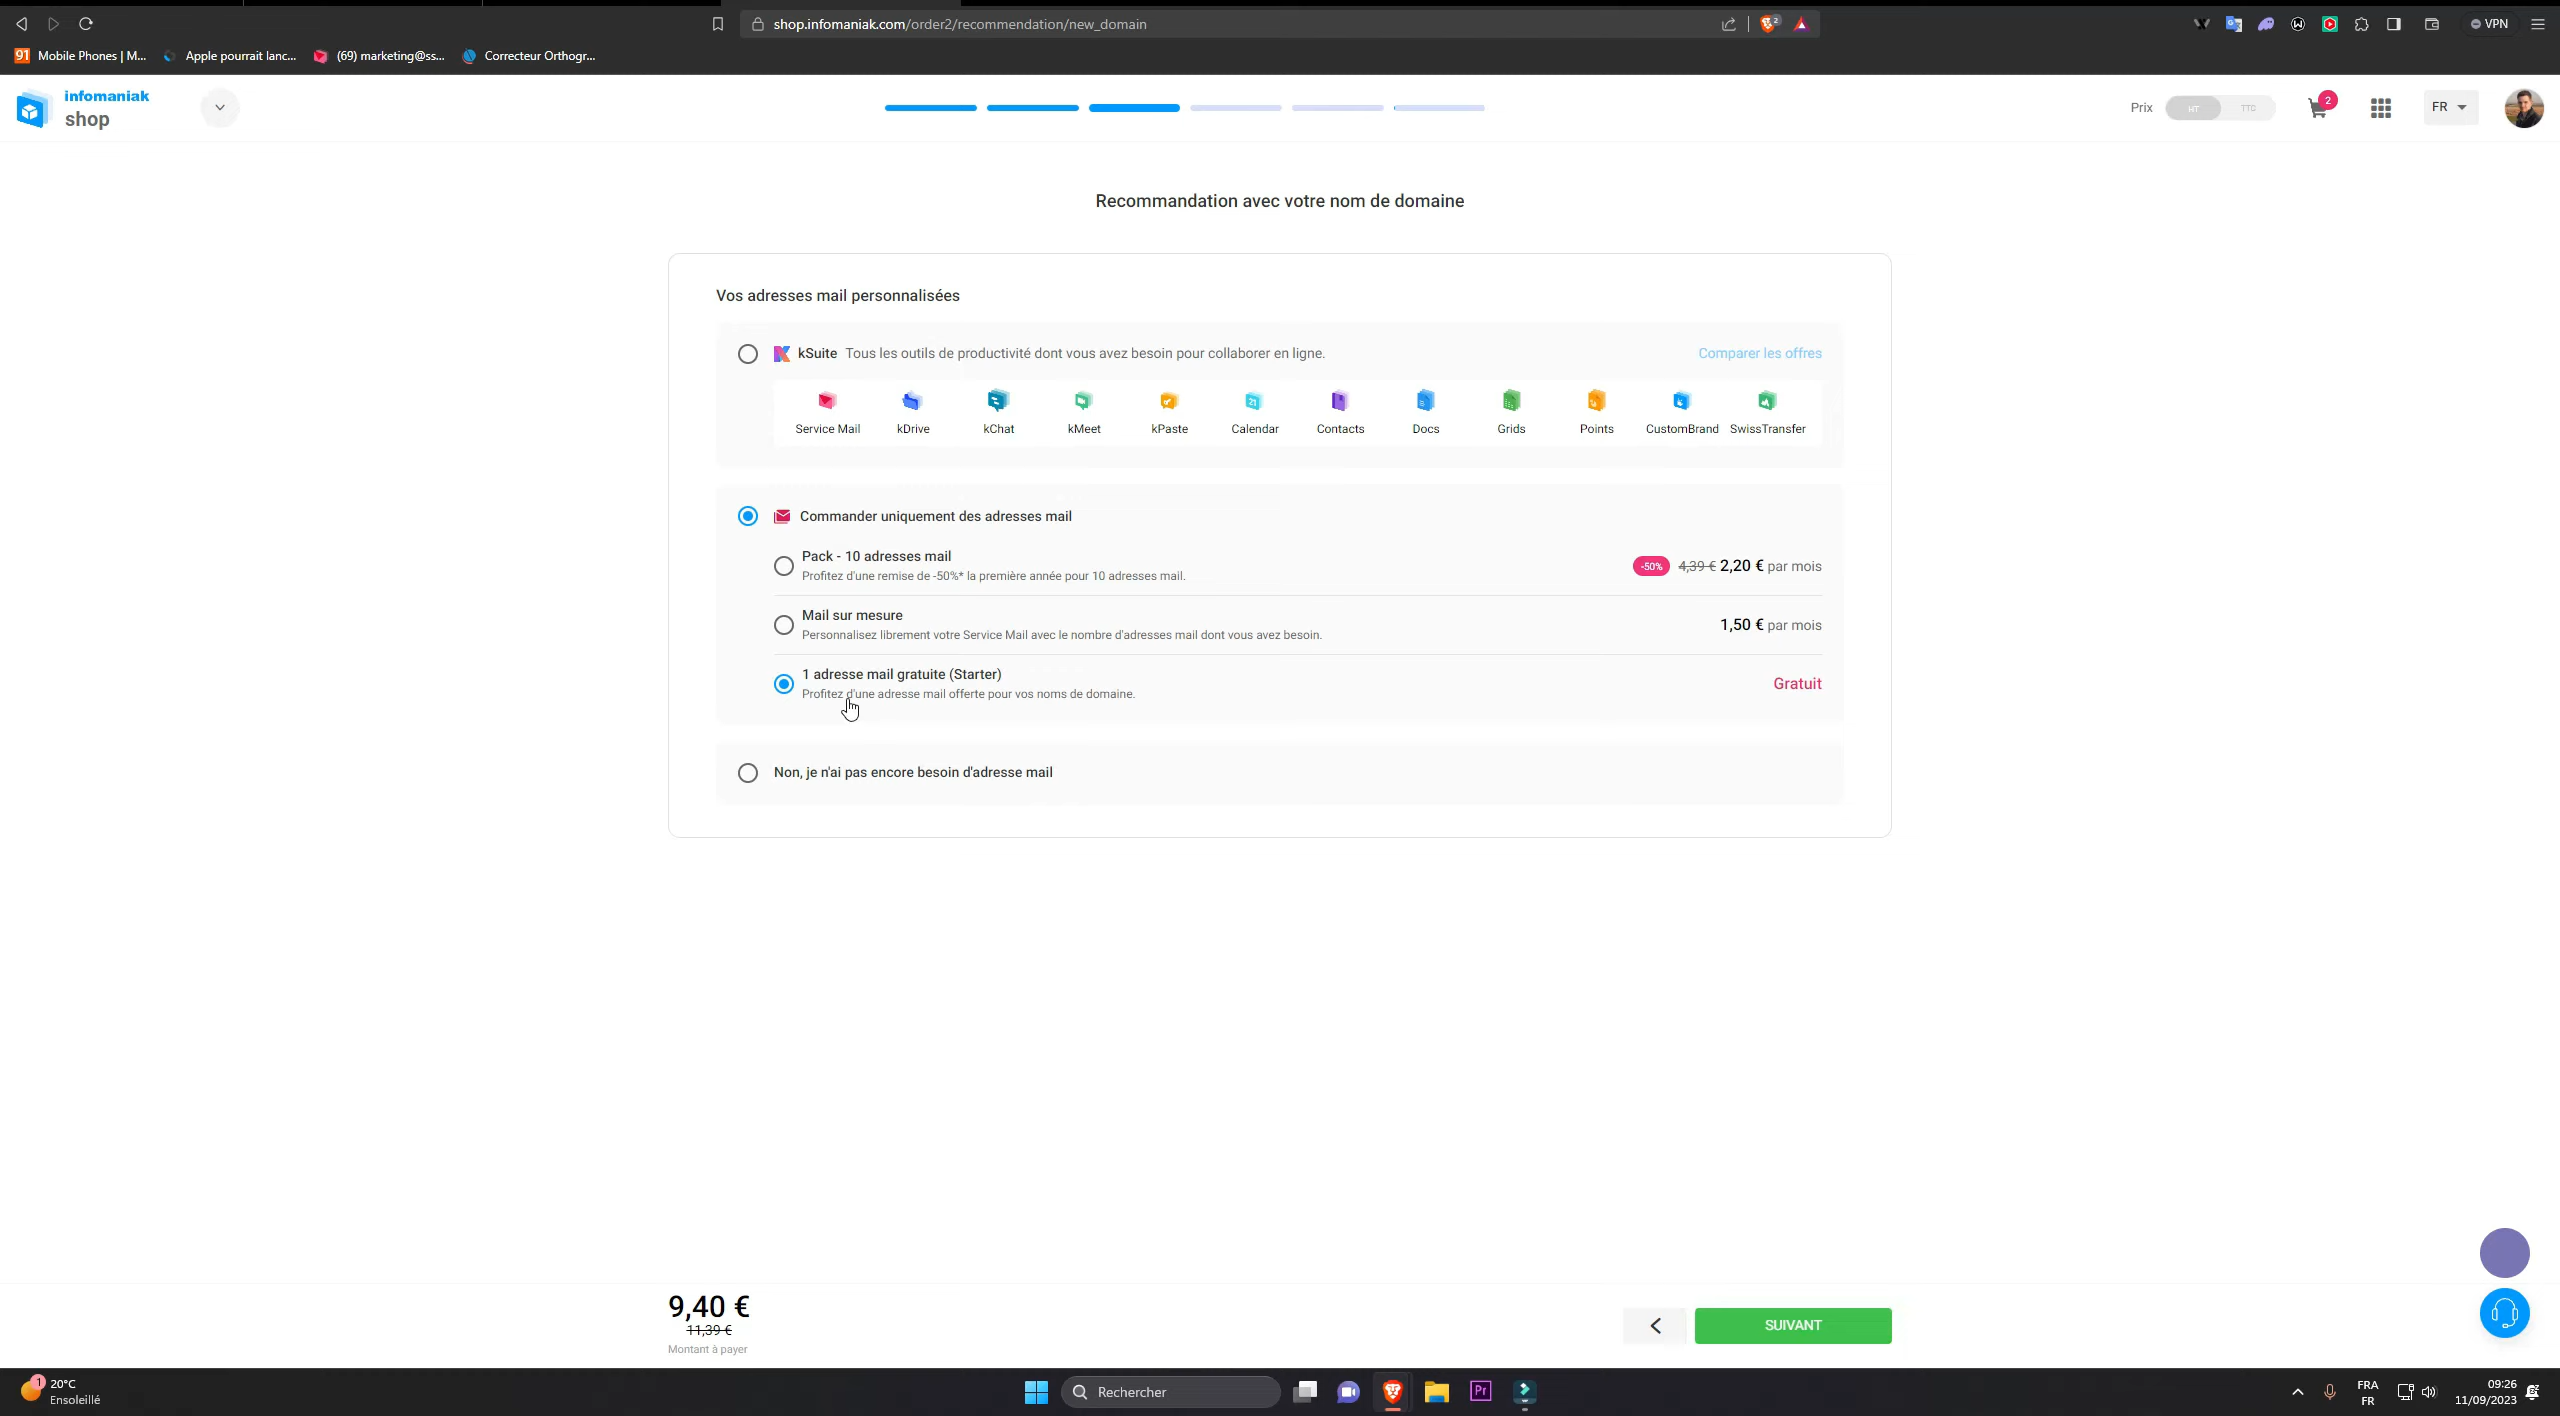 shop.infomaniak.com/order2/recommendation/new_domain
2
VPN
91 Mobile Phones | M...
Apple pourrait lanc...
(69) marketing@ss...
Correcteur Orthogr...
infomaniak
shop
Prix
HT
TTC
2
FR
Recommandation avec votre nom de domaine
Vos adresses mail personnalisées
kSuite Tous les outils de productivité dont vous avez besoin pour collaborer en ligne.
Comparer les offres
21
Service Mail
kDrive
kChat
kMeet
kPaste
Calendar
Contacts
Docs
Grids
Points
CustomBrand
SwissTransfer
Commander uniquement des adresses mail
Pack - 10 adresses mail
Profitez d'une remise de -50%* la première année pour 10 adresses mail.
-50% 4,39 € 2,20 € par mois
Mail sur mesure
Personnalisez librement votre Service Mail avec le nombre d'adresses mail dont vous avez besoin.
1,50 € par mois
1 adresse mail gratuite (Starter)
Profitez d'une adresse mail offerte pour vos noms de domaine.
Gratuit
Non, je n'ai pas encore besoin d'adresse mail
9,40 €
11,39 €
Montant à payer
SUIVANT
1
20°C
Ensoleillé
Rechercher
Pr
FRA
FR
09:26
11/09/2023